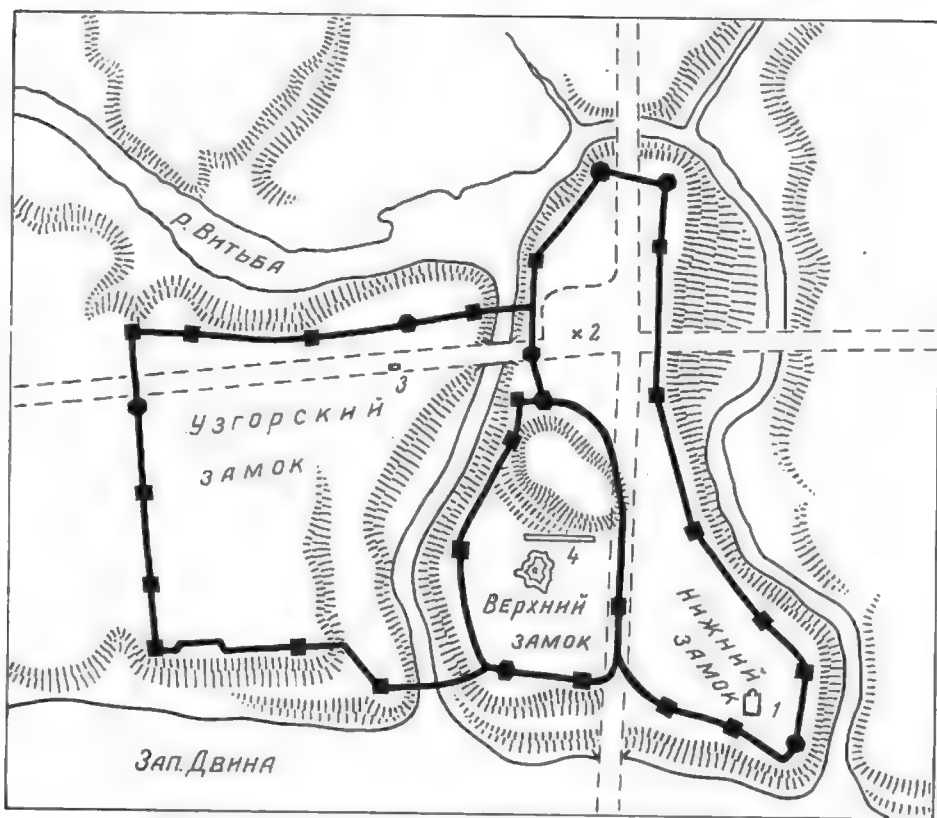 р. Витьба
×2
3
Узгорский
замок
4
Верхний
замок
Нижний
замок
1
Зап. Двина